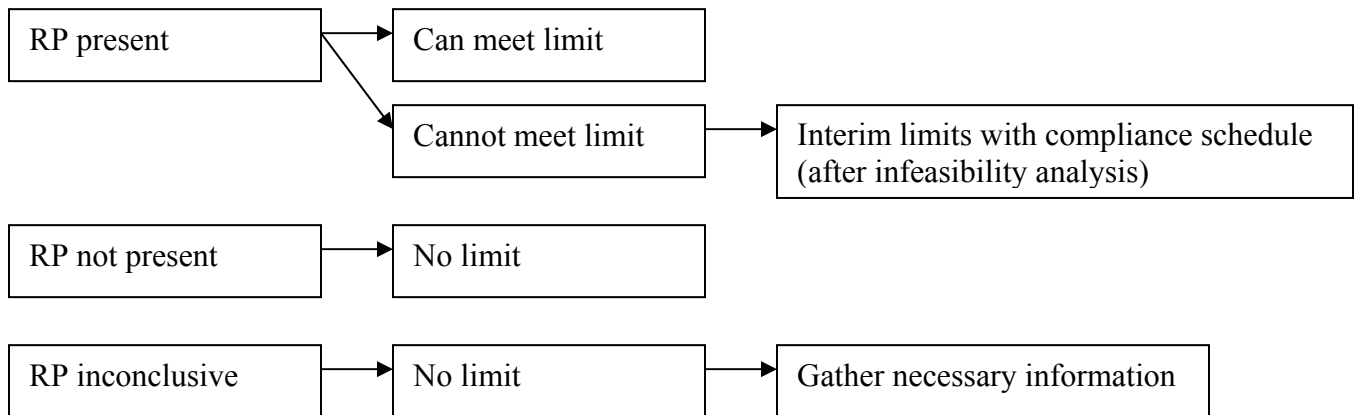 RP present
Can meet limit
Cannot meet limit
Interim limits with compliance schedule
(after infeasibility analysis)
RP not present
No limit
RP inconclusive
No limit
Gather necessary information